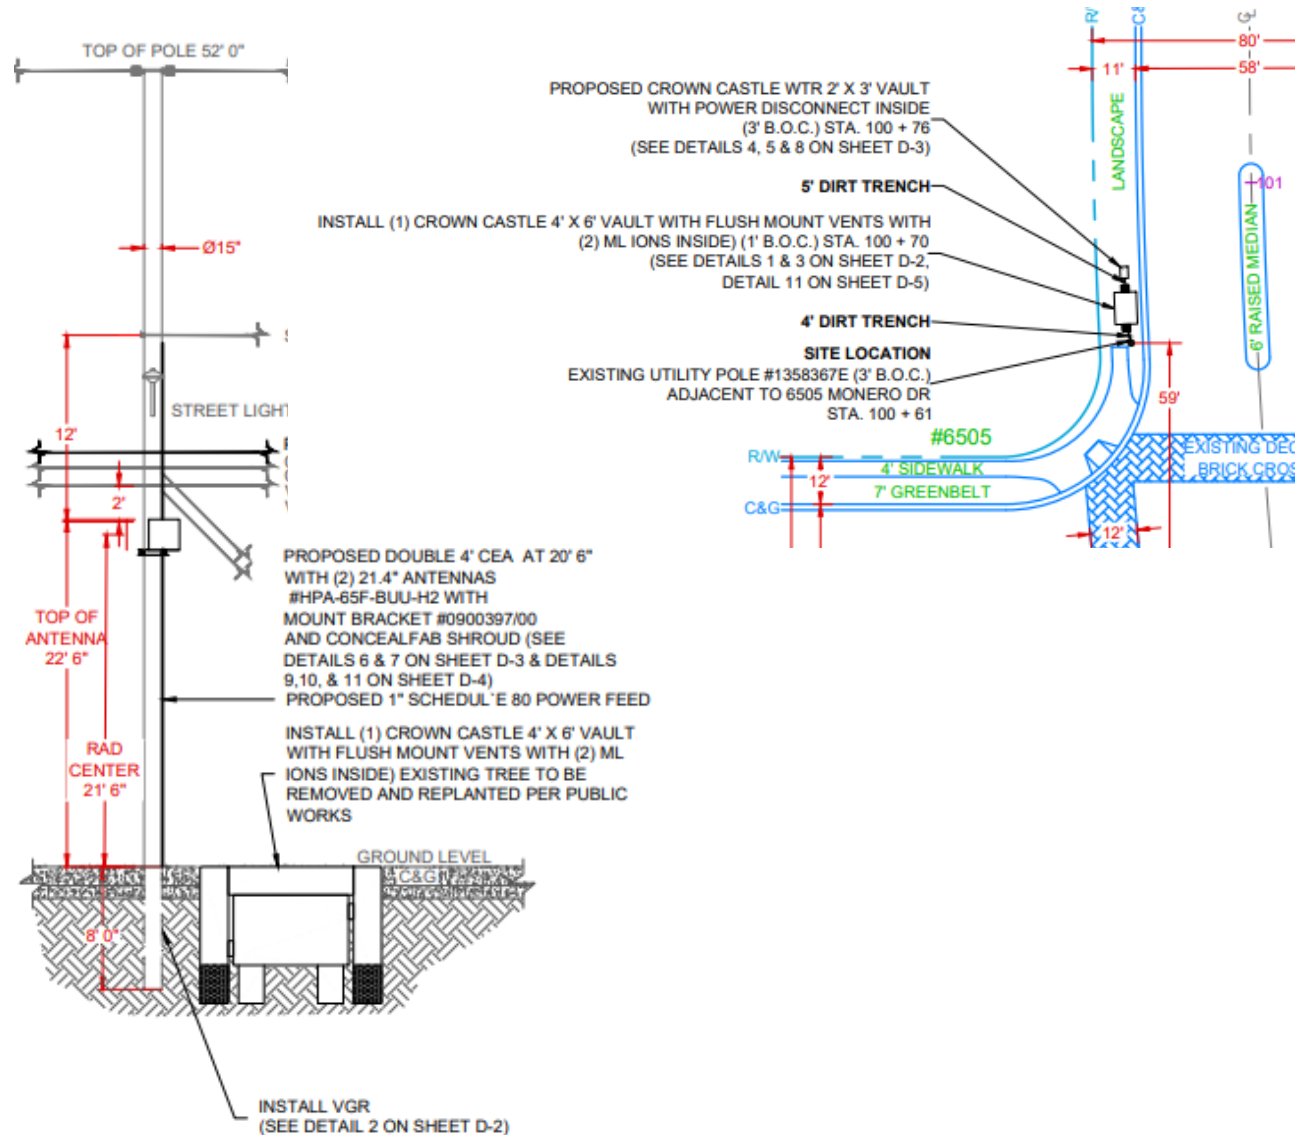 TOP OF POLE 52' 0"
Ø15"
12'
STREET LIGHT
2'
TOP OF
ANTENNA
22' 6"
RAD
CENTER
21' 6"
PROPOSED DOUBLE 4' CEA AT 20' 6"
WITH (2) 21.4" ANTENNAS
#HPA-65F-BUU-H2 WITH
MOUNT BRACKET #0900397/00
AND CONCEALFAB SHROUD (SEE
DETAILS 6 & 7 ON SHEET D-3 & DETAILS
9,10, & 11 ON SHEET D-4)
PROPOSED 1" SCHEDUL`E 80 POWER FEED
INSTALL (1) CROWN CASTLE 4' X 6' VAULT
WITH FLUSH MOUNT VENTS WITH (2) ML
IONS INSIDE) EXISTING TREE TO BE
REMOVED AND REPLANTED PER PUBLIC
WORKS
GROUND LEVEL
C&G
8' 0"
INSTALL VGR
(SEE DETAIL 2 ON SHEET D-2)
PROPOSED CROWN CASTLE WTR 2' X 3' VAULT
WITH POWER DISCONNECT INSIDE
(3' B.O.C.) STA. 100 + 76
(SEE DETAILS 4, 5 & 8 ON SHEET D-3)
5' DIRT TRENCH
INSTALL (1) CROWN CASTLE 4' X 6' VAULT WITH FLUSH MOUNT VENTS WITH
(2) ML IONS INSIDE) (1' B.O.C.) STA. 100 + 70
(SEE DETAILS 1 & 3 ON SHEET D-2,
DETAIL 11 ON SHEET D-5)
4' DIRT TRENCH
SITE LOCATION
EXISTING UTILITY POLE #1358367E (3' B.O.C.)
ADJACENT TO 6505 MONERO DR
STA. 100 + 61
80'
11'
58'
LANDSCAPE
101
6' RAISED MEDIAN
59'
#6505
R/W
4' SIDEWALK
12'
7' GREENBELT
C&G
EXISTING DEC
BRICK CROS
12'